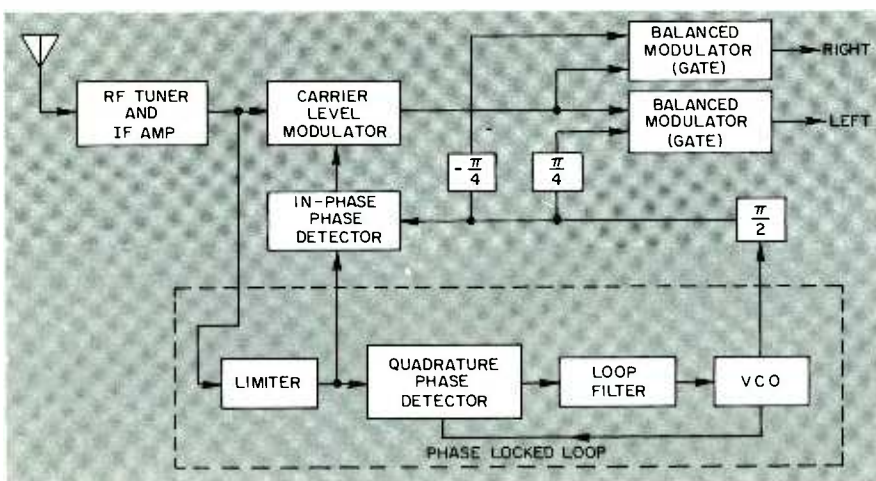 RF TUNER
AND
IF AMP
CARRIER
LEVEL
MODULATOR
BALANCED
MODULATOR
(GATE)
RIGHT
BALANCED
MODULATOR
(GATE)
LEFT
-π/4
π/4
IN-PHASE
PHASE
DETECTOR
π/2
LIMITER
QUADRATURE
PHASE
DETECTOR
LOOP
FILTER
VCO
PHASE LOCKED LOOP